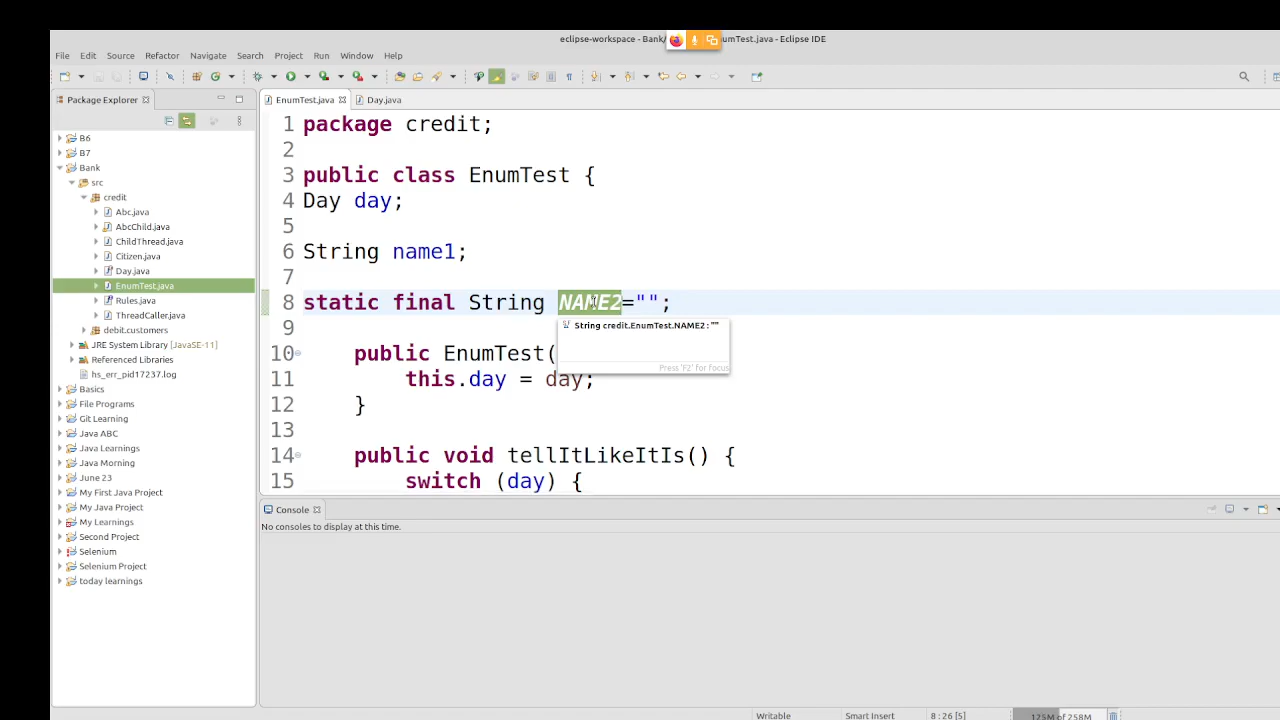 eclipse-workspace - Bank/ umTest.java - Eclipse IDE
File Edit Source Refactor Navigate Search Project Run Window Help
Package Explorer
EnumTest.java Day.java
B6
B7
Bank
src
credit
Abc.java
AbcChild.java
ChildThread.java
Citizen.java
Day.java
EnumTest.java
Rules.java
ThreadCaller.java
debit.customers
JRE System Library [JavaSE-11]
Referenced Libraries
hs_err_pid17237.log
Basics
File Programs
Git Learning
Java ABC
Java Learnings
Java Morning
June 23
My First Java Project
My Java Project
My Learnings
Second Project
Selenium
Selenium Project
today learnings
1 package credit;
2
3 public class EnumTest {
4 Day day;
5
6 String name1;
7
8 static final String NAME2="";
9
String credit.EnumTest.NAME2 : ""
Press 'F2' for focus
10 public EnumTest(
11 this.day = day;
12 }
13
14 public void tellItLikeItIs() {
15 switch (day) {
Console
No consoles to display at this time.
Writable Smart Insert 8 : 26 [5] 125M of 258M